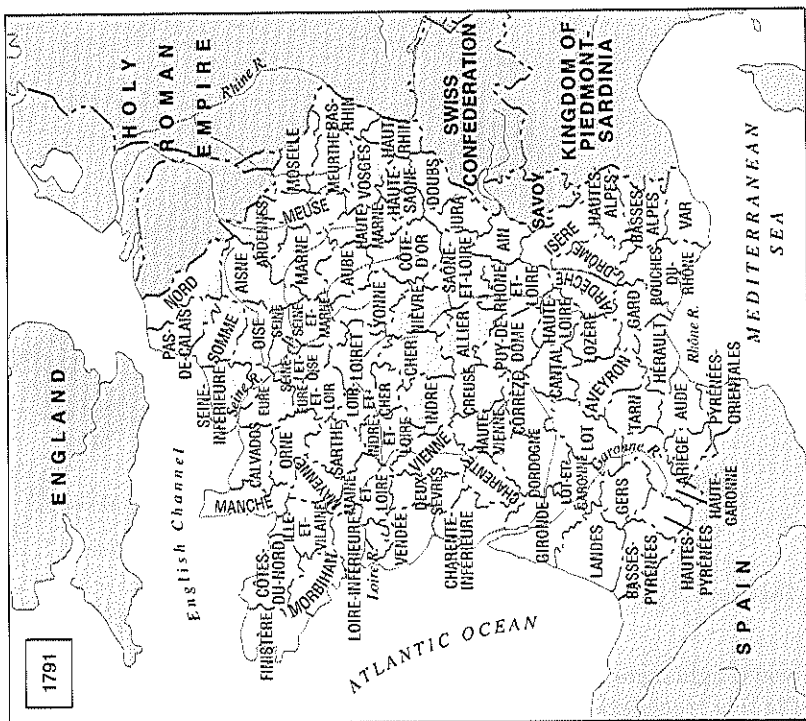 1791
ENGLAND
English Channel
HOLY
ROMAN
EMPIRE
Rhine R.
PAS-
DE-CALAIS
NORD
SOMME
SEINE-
INFÉRIEURE
Seine R.
OISE
AISNE
ARDENNES
MANCHE
CALVADOS
EURE
SEINE-
ET-
OISE
SEINE
SEINE-
ET-
MARNE
MARNE
MEUSE
MOSELLE
MEURTHE
BAS-
RHIN
FINISTÈRE
CÔTES-
DU-NORD
ILLE
ET-
VILAINE
MAYENNE
ORNE
SARTHE
EURE
ET
LOIR
AUBE
HAUTE
MARNE
VOSGES
HAUT
RHIN
MORBIHAN
LOIRE-INFÉRIEURE
Loire R.
MAINE
ET
LOIRE
INDRE
ET
LOIRE
LOIR-
ET-
CHER
LOIRET
YONNE
CÔTE-
D'OR
HAUTE-
SAÔNE
DOUBS
SWISS
CONFEDERATION
VENDÉE
DEUX
SÈVRES
VIENNE
INDRE
CHER
NIÈVRE
SAÔNE-
ET-LOIRE
JURA
ATLANTIC OCEAN
CHARENTE
INFÉRIEURE
CHARENTE
HAUTE-
VIENNE
CREUSE
ALLIER
PUY-DE-
DÔME
RHÔNE
ET-
LOIRE
AIN
SAVOY
KINGDOM OF
PIEDMONT-
SARDINIA
GIRONDE
DORDOGNE
CORRÈZE
CANTAL
HAUTE-
LOIRE
ARDÈCHE
ISÈRE
DRÔME
HAUTES-
ALPES
LANDES
LOT-ET-
GARONNE
LOT
AVEYRON
LOZÈRE
GARD
BASSES
ALPES
BASSES-
PYRÉNÉES
GERS
Garonne R.
TARN
HÉRAULT
BOUCHES
DU-
RHÔNE
VAR
Rhône R.
HAUTES-
PYRÉNÉES
HAUTE-
GARONNE
ARIÈGE
AUDE
PYRÉNÉES-
ORIENTALES
SPAIN
MEDITERRANEAN
SEA